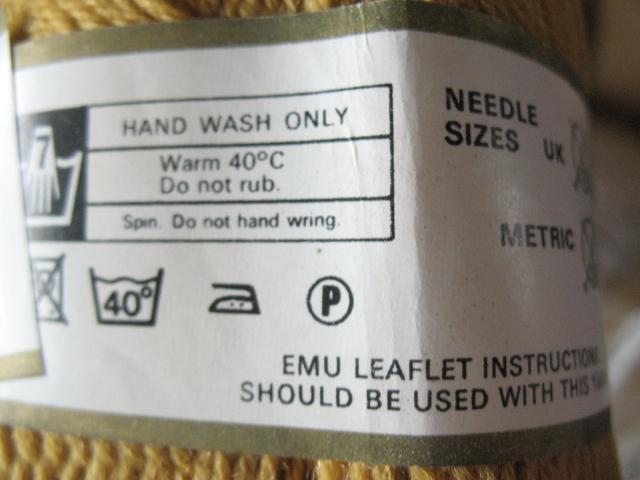 HAND WASH ONLY
Warm 40°C
Do not rub.
Spin. Do not hand wring.
40°
P
NEEDLE
SIZES UK
METRIC
EMU LEAFLET INSTRUCTIONS
SHOULD BE USED WITH THIS